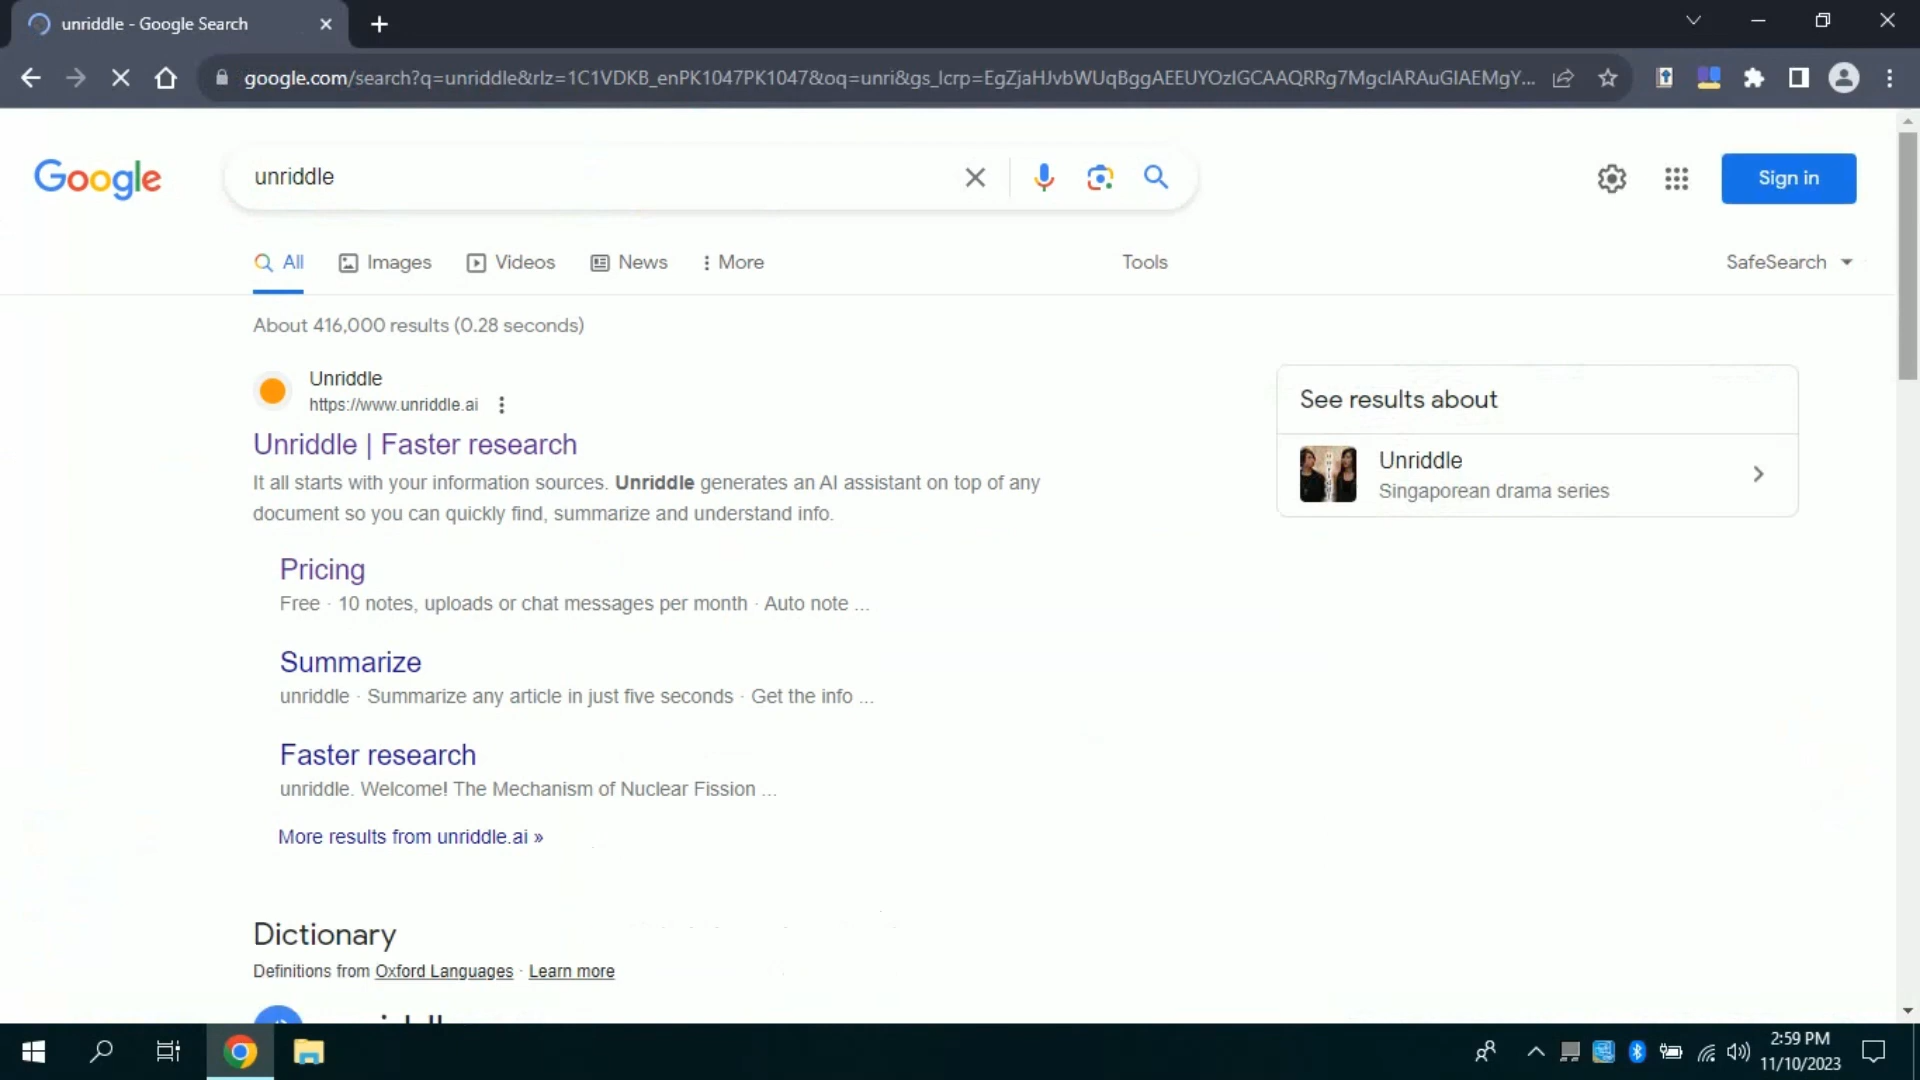 unriddle - Google Search
google.com/search?q=unriddle&rlz=1C1VDKB_enPK1047PK1047&oq=unri&gs_lcrp=EgZjaHJvbWUqBggAEEUYOzIGCAAQRRg7MgcIARAuGIAEMgY...
Google
unriddle
Sign in
All Images Videos News More Tools SafeSearch
About 416,000 results (0.28 seconds)
Unriddle
https://www.unriddle.ai
Unriddle | Faster research
It all starts with your information sources. Unriddle generates an AI assistant on top of any
document so you can quickly find, summarize and understand info.
Pricing
Free · 10 notes, uploads or chat messages per month · Auto note ...
Summarize
unriddle · Summarize any article in just five seconds · Get the info ...
Faster research
unriddle. Welcome! The Mechanism of Nuclear Fission ...
More results from unriddle.ai »
See results about
Unriddle
Singaporean drama series
Dictionary
Definitions from Oxford Languages · Learn more
2:59 PM
11/10/2023